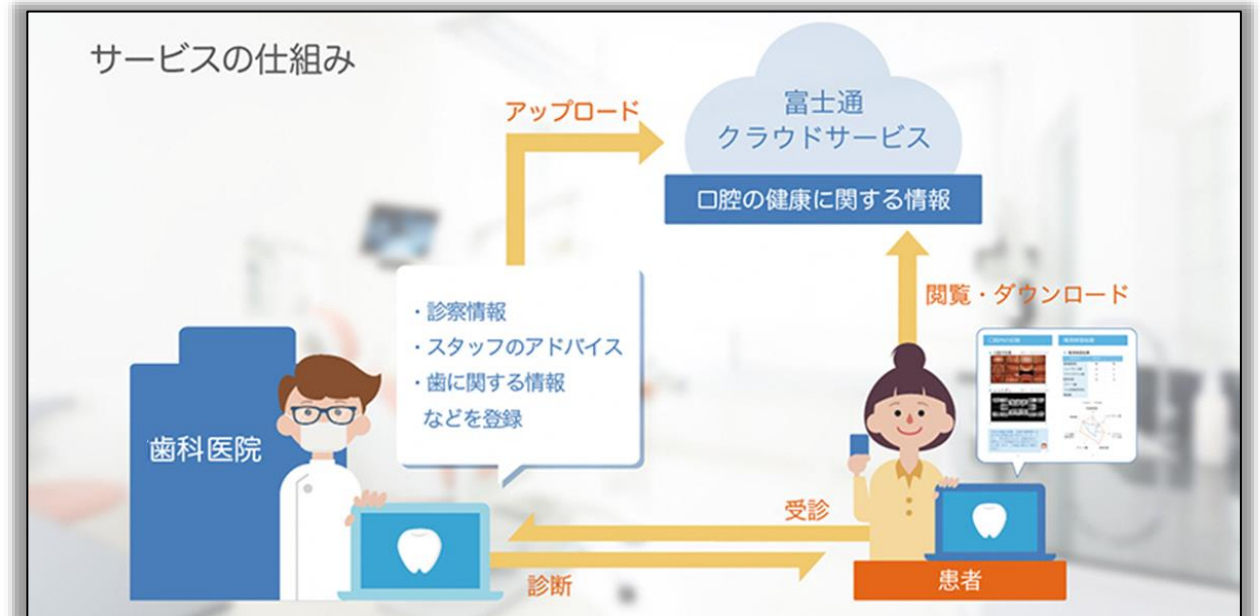 サービスの仕組み
アップロード
富士通
クラウドサービス
口腔の健康に関する情報
閲覧・ダウンロード
・診察情報
・スタッフのアドバイス
・歯に関する情報
などを登録
歯科医院
受診
診断
患者